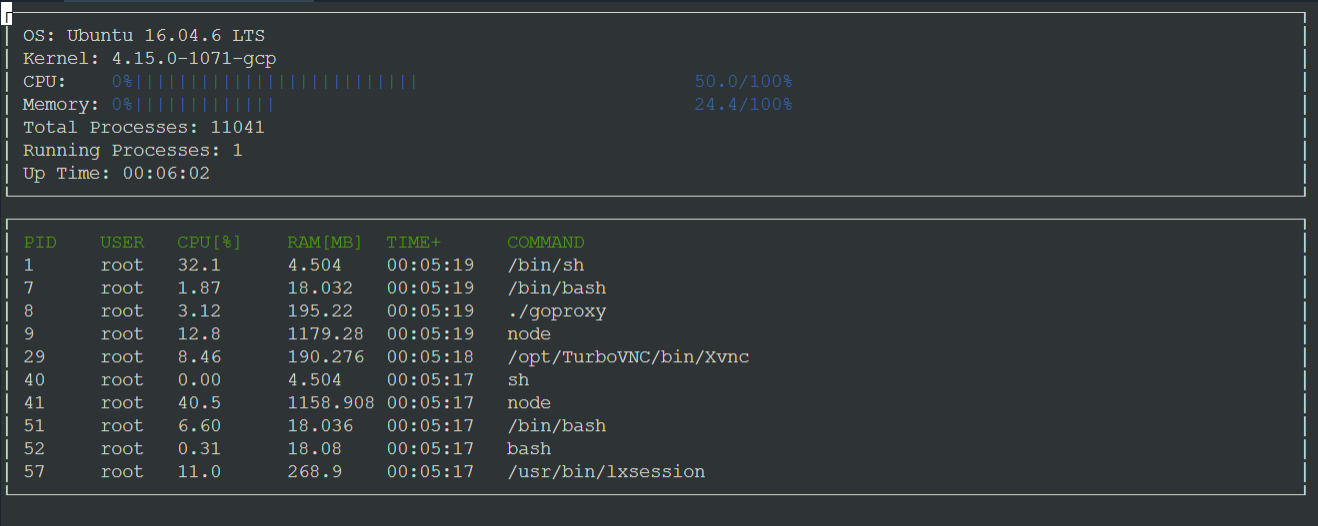 OS: Ubuntu 16.04.6 LTS
Kernel: 4.15.0-1071-gcp
CPU: 0%|||||||||||||||||||||||||| 50.0/100%
Memory: 0%||||||||||||| 24.4/100%
Total Processes: 11041
Running Processes: 1
Up Time: 00:06:02
PID USER CPU[%] RAM[MB] TIME+ COMMAND
1 root 32.1 4.504 00:05:19 /bin/sh
7 root 1.87 18.032 00:05:19 /bin/bash
8 root 3.12 195.22 00:05:19 ./goproxy
9 root 12.8 1179.28 00:05:19 node
29 root 8.46 190.276 00:05:18 /opt/TurboVNC/bin/Xvnc
40 root 0.00 4.504 00:05:17 sh
41 root 40.5 1158.908 00:05:17 node
51 root 6.60 18.036 00:05:17 /bin/bash
52 root 0.31 18.08 00:05:17 bash
57 root 11.0 268.9 00:05:17 /usr/bin/lxsession